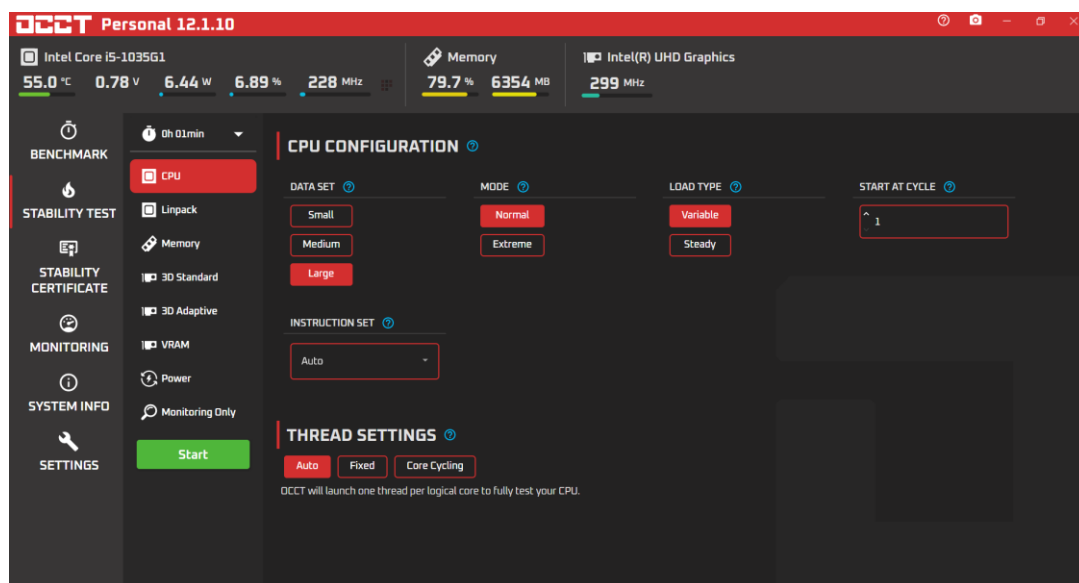 OCCT Personal 12.1.10
Intel Core i5-1035G1
55.0 °C 0.78 V 6.44 W 6.89 % 228 MHz
Memory
79.7 % 6354 MB
Intel(R) UHD Graphics
299 MHz
BENCHMARK
STABILITY TEST
STABILITY
CERTIFICATE
MONITORING
SYSTEM INFO
SETTINGS
0h 01min
CPU
Linpack
Memory
3D Standard
3D Adaptive
VRAM
Power
Monitoring Only
Start
CPU CONFIGURATION
DATA SET
Small
Medium
Large
MODE
Normal
Extreme
LOAD TYPE
Variable
Steady
START AT CYCLE
1
INSTRUCTION SET
Auto
THREAD SETTINGS
Auto Fixed Core Cycling
OCCT will launch one thread per logical core to fully test your CPU.